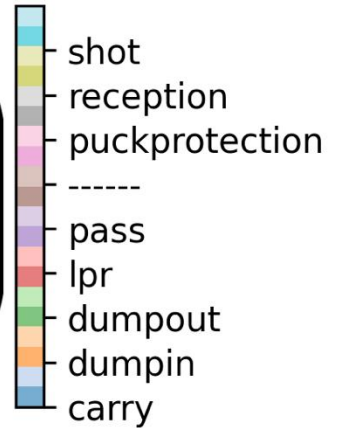 shot
reception
puckprotection
------
pass
lpr
dumpout
dumpin
carry